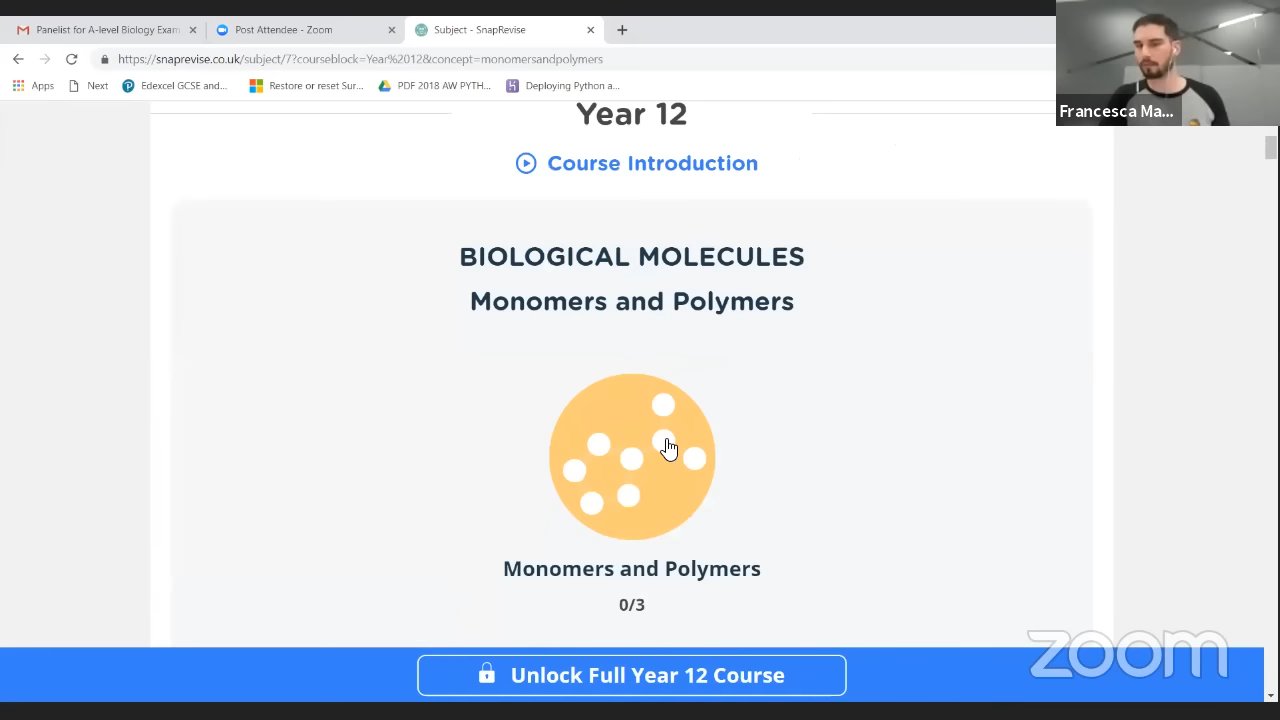 Panelist for A-level Biology Exam
Post Attendee - Zoom
Subject - SnapRevise
https://snaprevise.co.uk/subject/7?courseblock=Year%2012&concept=monomersandpolymers
Apps
Next
Edexcel GCSE and...
Restore or reset Sur...
PDF 2018 AW PYTH...
Deploying Python a...
Francesca Ma...
Year 12
Course Introduction
BIOLOGICAL MOLECULES
Monomers and Polymers
Monomers and Polymers
0/3
Unlock Full Year 12 Course
zoom